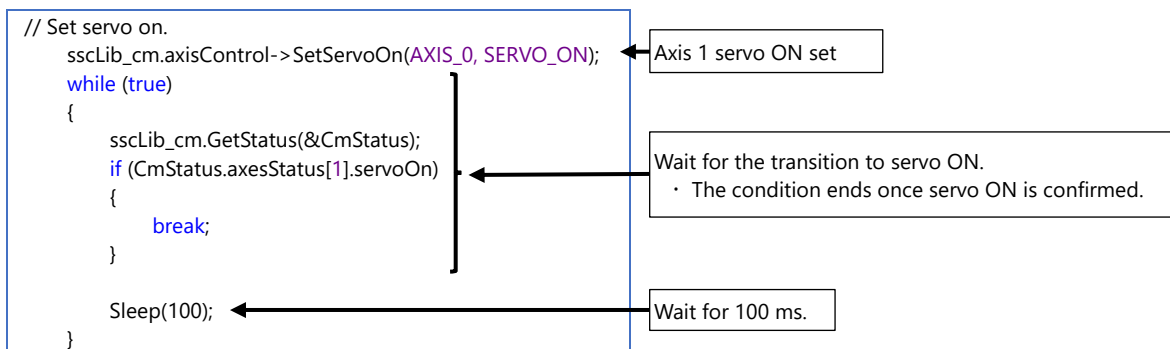 // Set servo on.
sscLib_cm.axisControl->SetServoOn(AXIS_0, SERVO_ON);
while (true)
{
sscLib_cm.GetStatus(&CmStatus);
if (CmStatus.axesStatus[1].servoOn)
{
break;
}
Sleep(100);
}
Axis 1 servo ON set
Wait for the transition to servo ON.
・ The condition ends once servo ON is confirmed.
Wait for 100 ms.